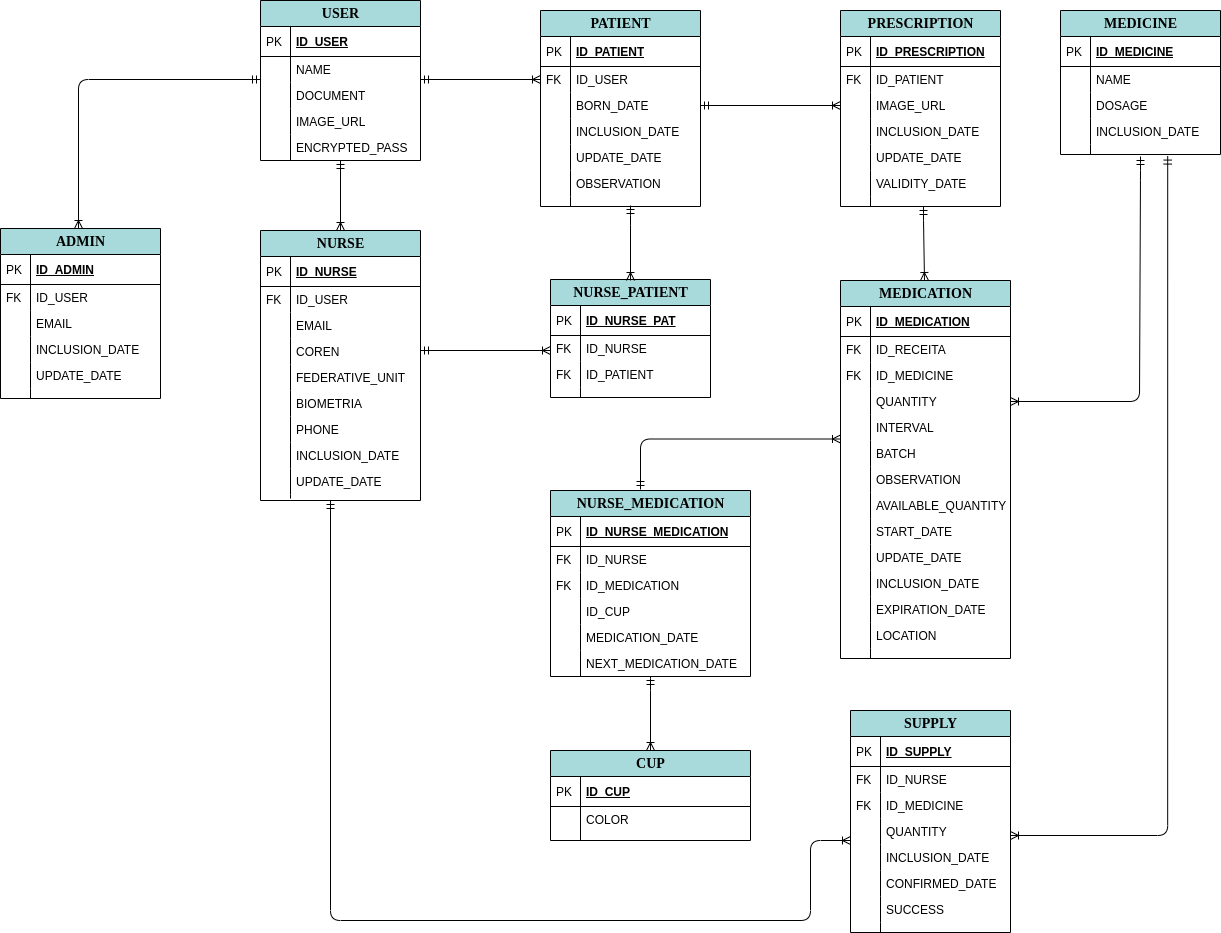 USER
PK ID_USER
NAME
DOCUMENT
IMAGE_URL
ENCRYPTED_PASS
PATIENT
PK ID_PATIENT
FK ID_USER
BORN_DATE
INCLUSION_DATE
UPDATE_DATE
OBSERVATION
PRESCRIPTION
PK ID_PRESCRIPTION
FK ID_PATIENT
IMAGE_URL
INCLUSION_DATE
UPDATE_DATE
VALIDITY_DATE
MEDICINE
PK ID_MEDICINE
NAME
DOSAGE
INCLUSION_DATE
ADMIN
PK ID_ADMIN
FK ID_USER
EMAIL
INCLUSION_DATE
UPDATE_DATE
NURSE
PK ID_NURSE
FK ID_USER
EMAIL
COREN
FEDERATIVE_UNIT
BIOMETRIA
PHONE
INCLUSION_DATE
UPDATE_DATE
NURSE_PATIENT
PK ID_NURSE_PAT
FK ID_NURSE
FK ID_PATIENT
MEDICATION
PK ID_MEDICATION
FK ID_RECEITA
FK ID_MEDICINE
QUANTITY
INTERVAL
BATCH
OBSERVATION
AVAILABLE_QUANTITY
START_DATE
UPDATE_DATE
INCLUSION_DATE
EXPIRATION_DATE
LOCATION
NURSE_MEDICATION
PK ID_NURSE_MEDICATION
FK ID_NURSE
FK ID_MEDICATION
ID_CUP
MEDICATION_DATE
NEXT_MEDICATION_DATE
CUP
PK ID_CUP
COLOR
SUPPLY
PK ID_SUPPLY
FK ID_NURSE
FK ID_MEDICINE
QUANTITY
INCLUSION_DATE
CONFIRMED_DATE
SUCCESS